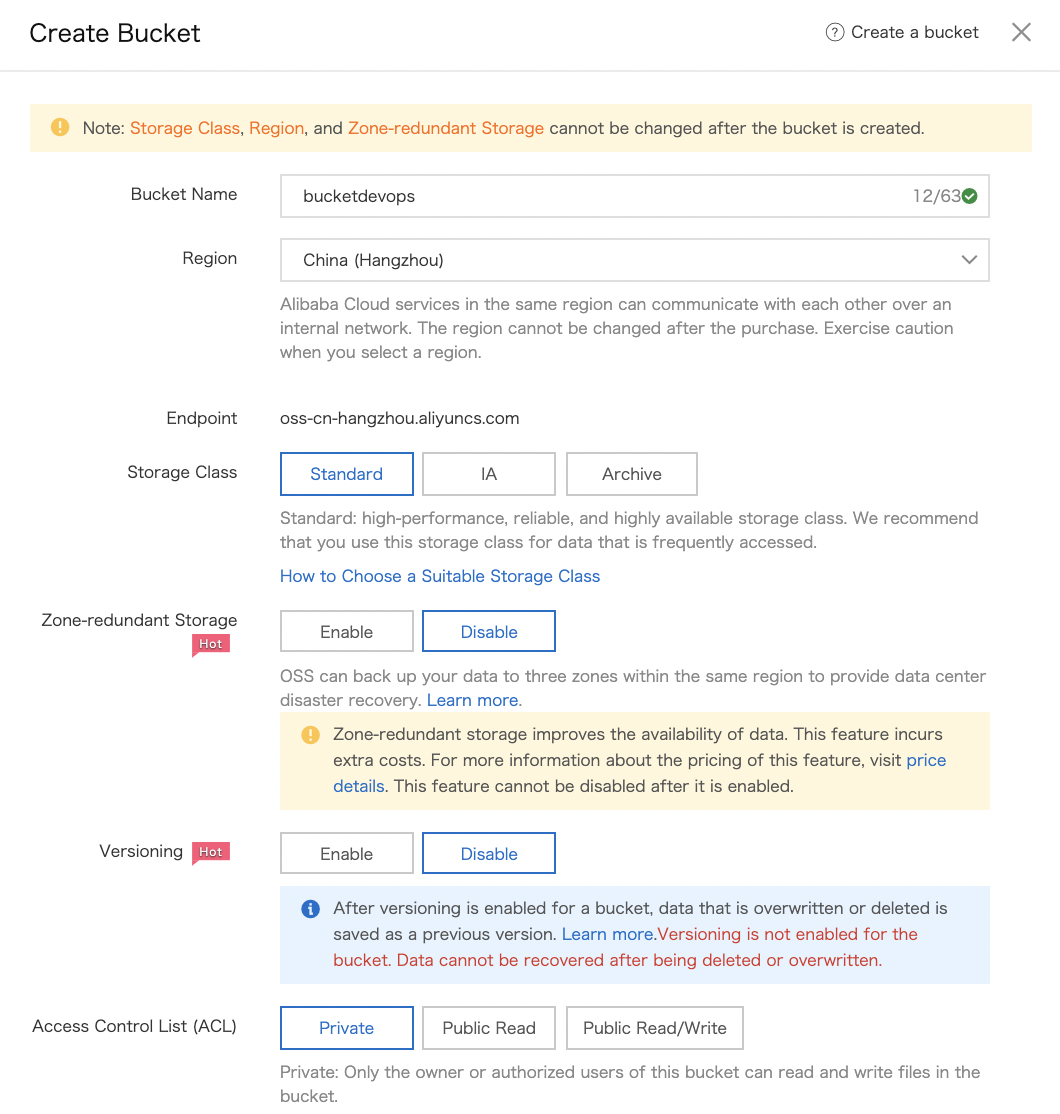 Create Bucket
? Create a bucket
Note: Storage Class, Region, and Zone-redundant Storage cannot be changed after the bucket is created.
Bucket Name
bucketdevops
12/63
Region
China (Hangzhou)
Alibaba Cloud services in the same region can communicate with each other over an
internal network. The region cannot be changed after the purchase. Exercise caution
when you select a region.
Endpoint
oss-cn-hangzhou.aliyuncs.com
Storage Class
Standard
IA
Archive
Standard: high-performance, reliable, and highly available storage class. We recommend
that you use this storage class for data that is frequently accessed.
How to Choose a Suitable Storage Class
Zone-redundant Storage
Hot
Enable
Disable
OSS can back up your data to three zones within the same region to provide data center
disaster recovery. Learn more.
Zone-redundant storage improves the availability of data. This feature incurs
extra costs. For more information about the pricing of this feature, visit price
details. This feature cannot be disabled after it is enabled.
Versioning
Hot
Enable
Disable
After versioning is enabled for a bucket, data that is overwritten or deleted is
saved as a previous version. Learn more.Versioning is not enabled for the
bucket. Data cannot be recovered after being deleted or overwritten.
Access Control List (ACL)
Private
Public Read
Public Read/Write
Private: Only the owner or authorized users of this bucket can read and write files in the
bucket.